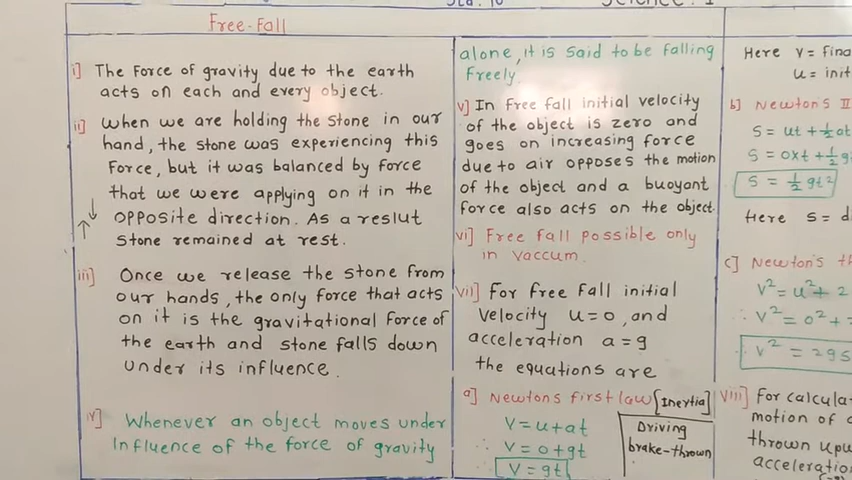 Std. 10
Science. 1
Free-Fall
i] The Force of gravity due to the earth
acts on each and every object.
ii] when we are holding the stone in our
hand, the stone was experiencing this
Force, but it was balanced by force
that we were applying on it in the
opposite direction. As a reslut
stone remained at rest.
iii] Once we release the stone from
our hands, the only force that acts
on it is the gravitational force of
the earth and stone falls down
under its influence.
iv] Whenever an object moves under
Influence of the force of gravity
alone, it is said to be falling
Freely.
v] In Free fall initial velocity
of the object is zero and
goes on increasing force
due to air opposes the motion
of the object and a buoyant
Force also acts on the object.
vi] Free fall possible only
in vaccum.
vii] For Free Fall initial
velocity u=0, and
acceleration a=g
the equations are
a] Newtons first law [Inertia]
V=u+at
∴ V=0+gt
∴ V=gt
Driving
brake-thrown
Here v= fina
u= init
b] Newton's II
S= ut+½at
S= 0xt+½g
S = ½gt²
Here s= d
c] Newton's th
v²=u²+2
∴ v²=0²+
∴ v²=2gs
viii] For calcula
motion of
thrown upw
acceleration